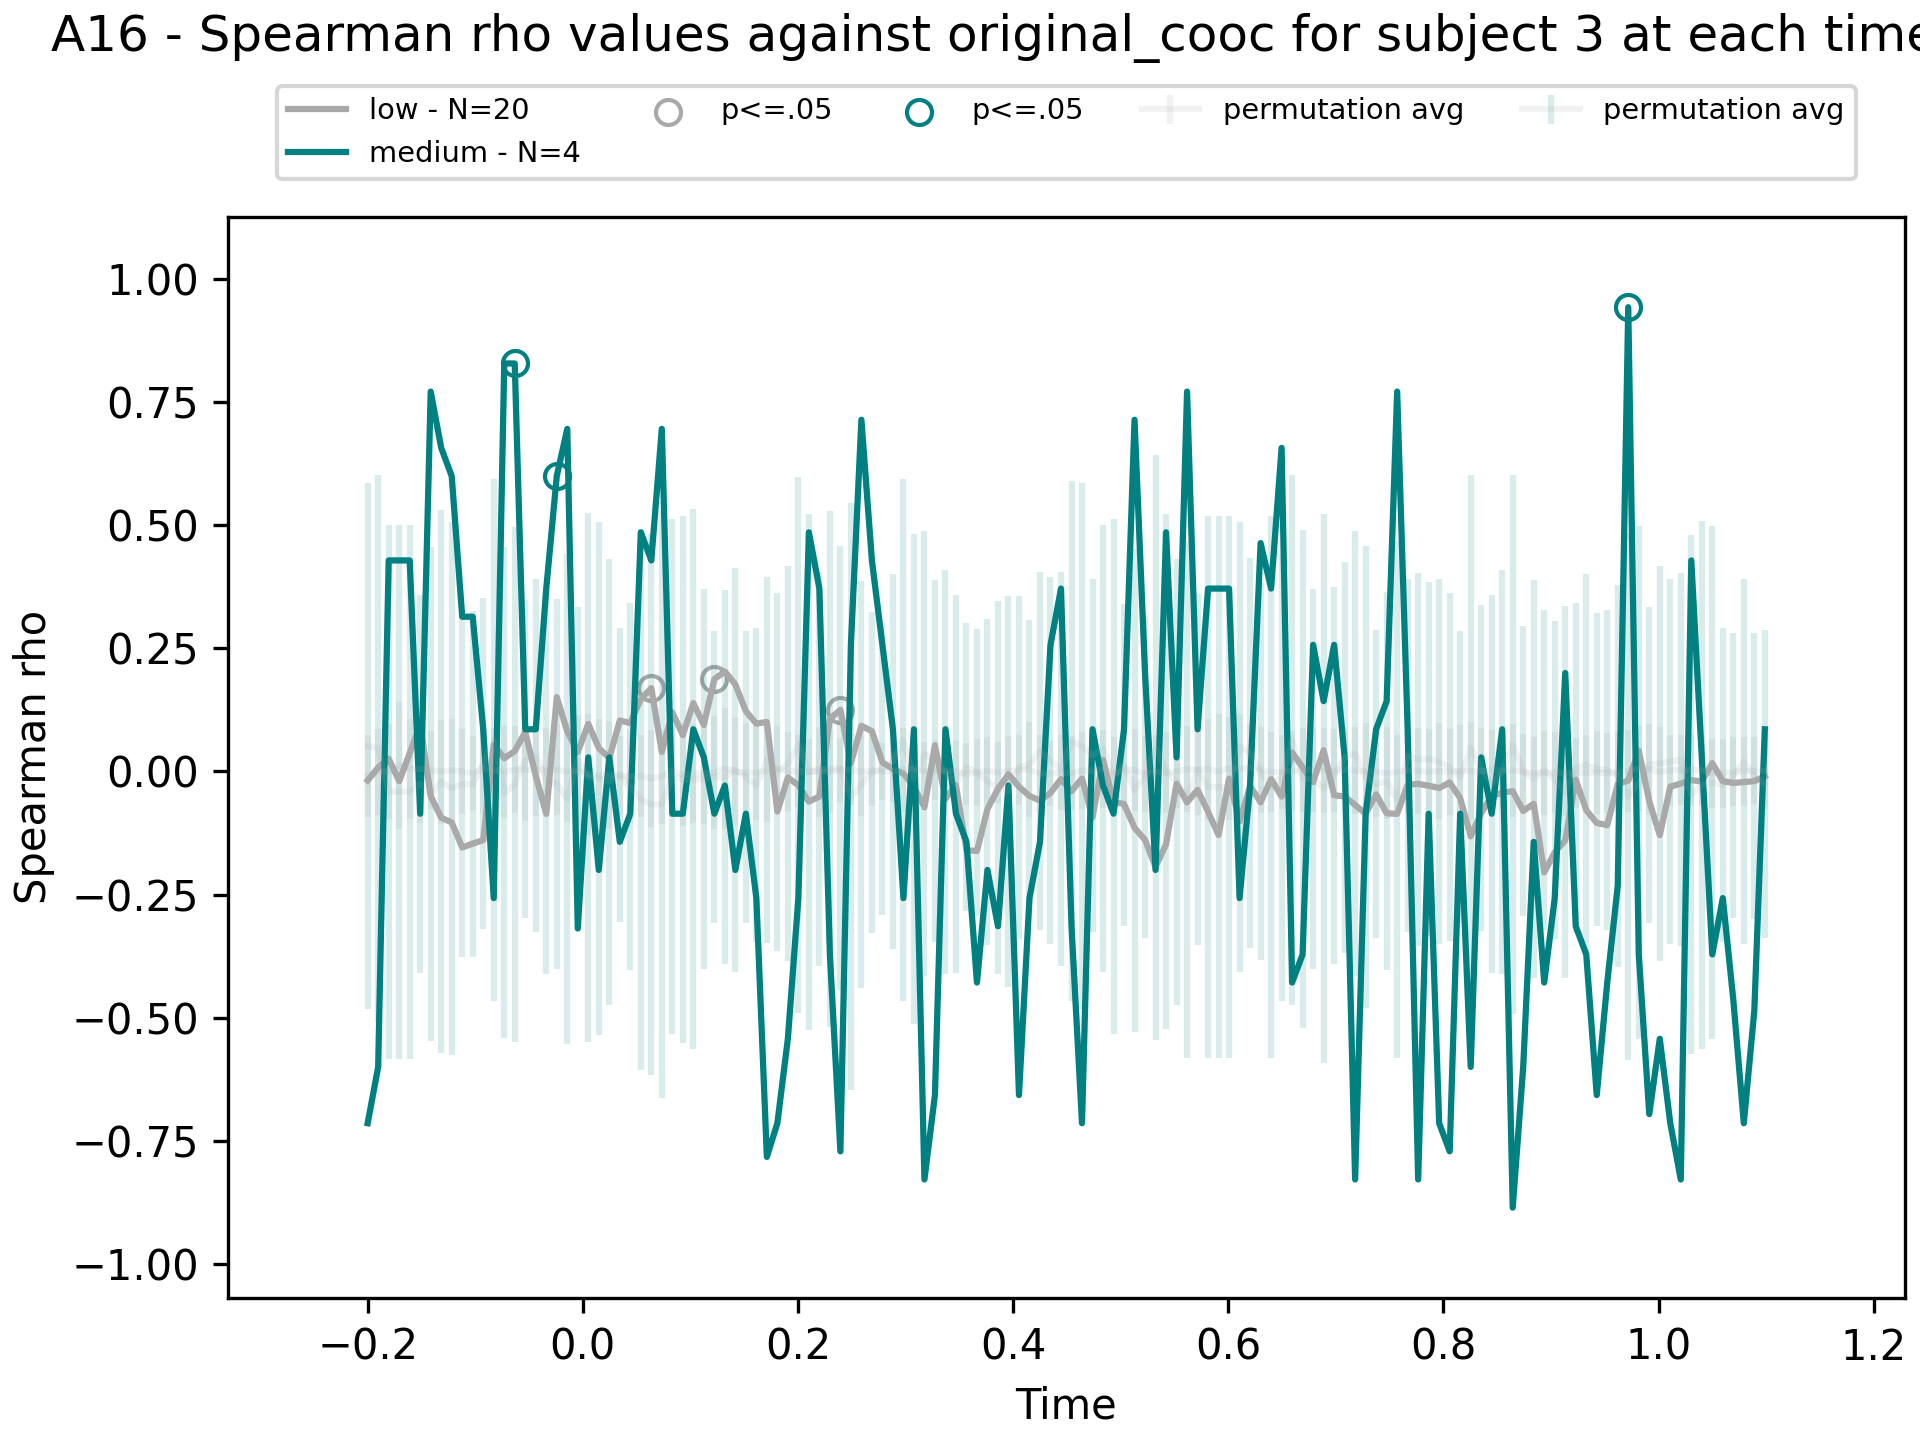 A16 - Spearman rho values against original_cooc for subject 3 at each time
low - N=20
medium - N=4
p<=.05
p<=.05
permutation avg
permutation avg
1.00
0.75
0.50
0.25
0.00
−0.25
−0.50
−0.75
−1.00
Spearman rho
−0.2 0.0 0.2 0.4 0.6 0.8 1.0 1.2
Time